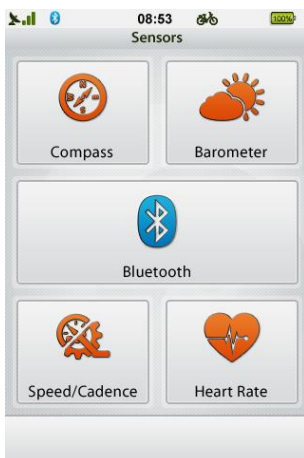 08:53
100%
Sensors
Compass
Barometer
Bluetooth
Speed/Cadence
Heart Rate